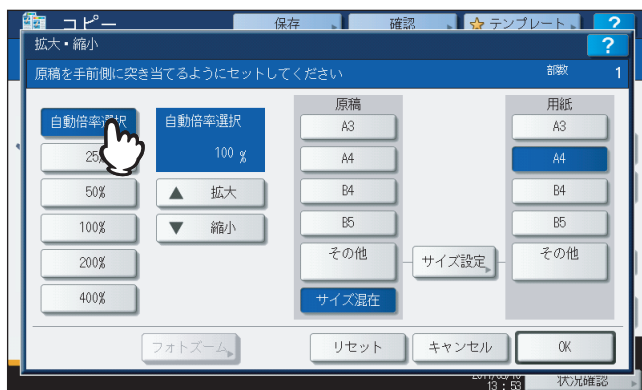 コピー
保存
確認
テンプレート
?
拡大・縮小
?
原稿を手前側に突き当てるようにセットしてください
部数 1
自動倍率選択
25%
50%
100%
200%
400%
自動倍率選択
100 %
▲ 拡大
▼ 縮小
原稿
A3
A4
B4
B5
その他
サイズ混在
サイズ設定
用紙
A3
A4
B4
B5
その他
フォトズーム
リセット
キャンセル
OK
13 : 53
状況確認